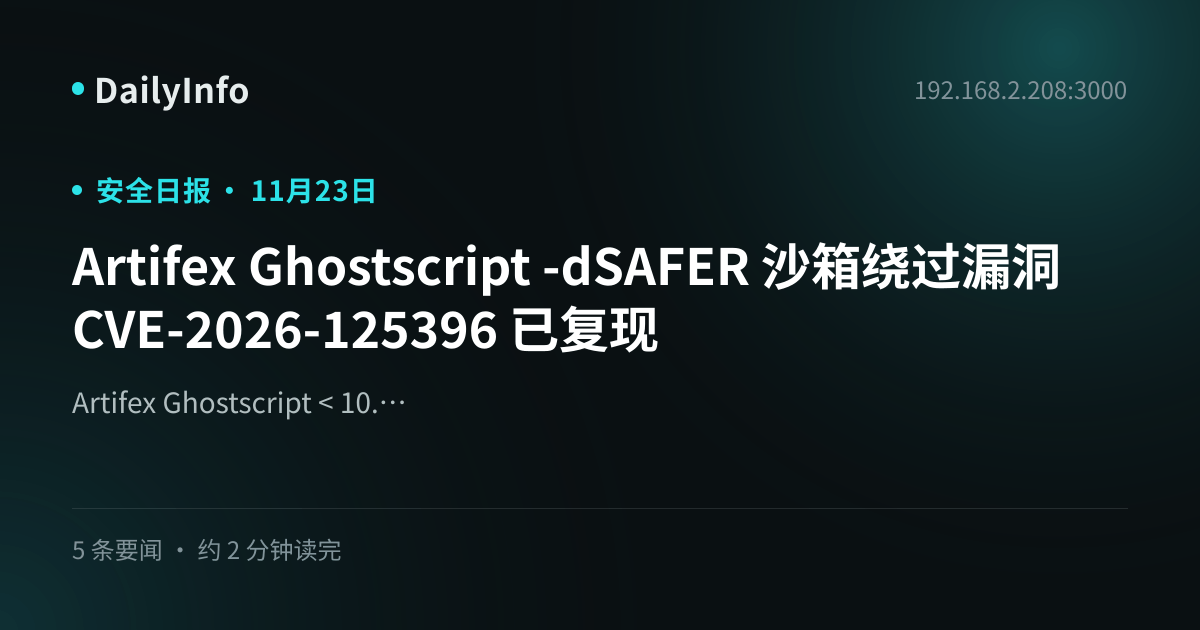 DailyInfo
192.168.2.208:3000
安全日报 · 11月23日
Artifex Ghostscript -dSAFER 沙箱绕过漏洞
CVE-2026-125396 已复现
Artifex Ghostscript < 10.…
5 条要闻 · 约 2 分钟读完